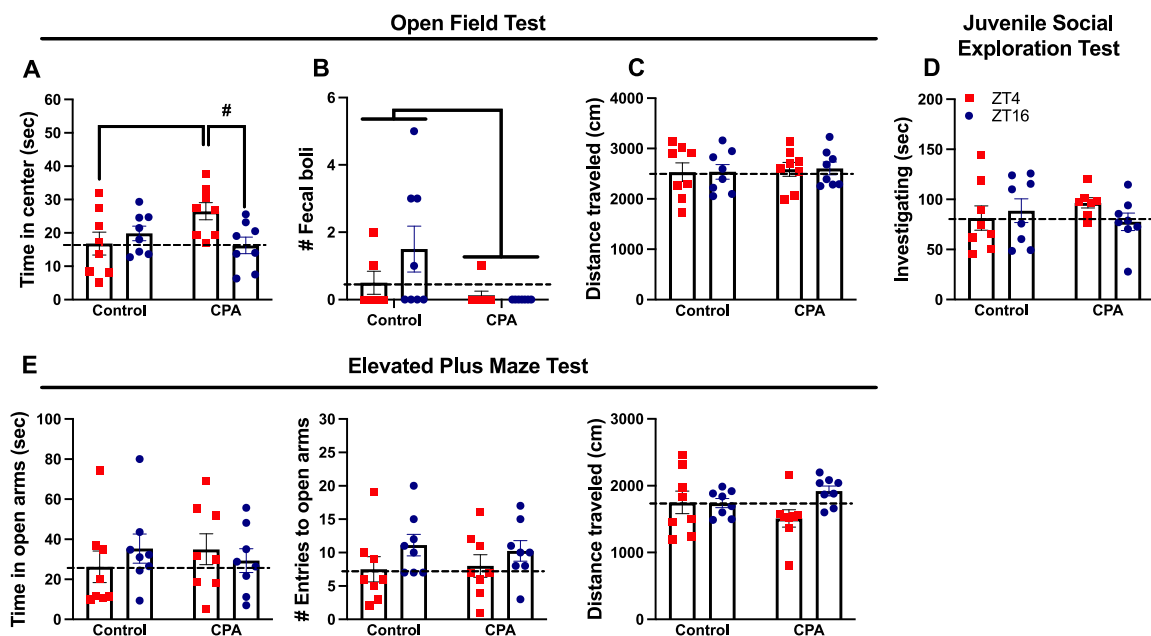 Open Field Test
Juvenile Social
Exploration Test
A
B
C
D
Time in center (sec)
60
50
40
30
20
10
0
#
Control
CPA
# Fecal boli
6
4
2
0
Control
CPA
Distance traveled (cm)
4000
3000
2000
1000
0
Control
CPA
Investigating (sec)
200
150
100
50
0
ZT4
ZT16
Control
CPA
E
Elevated Plus Maze Test
Time in open arms (sec)
100
80
60
40
20
0
Control
CPA
# Entries to open arms
30
25
20
15
10
5
0
Control
CPA
Distance traveled (cm)
3000
2000
1000
0
Control
CPA